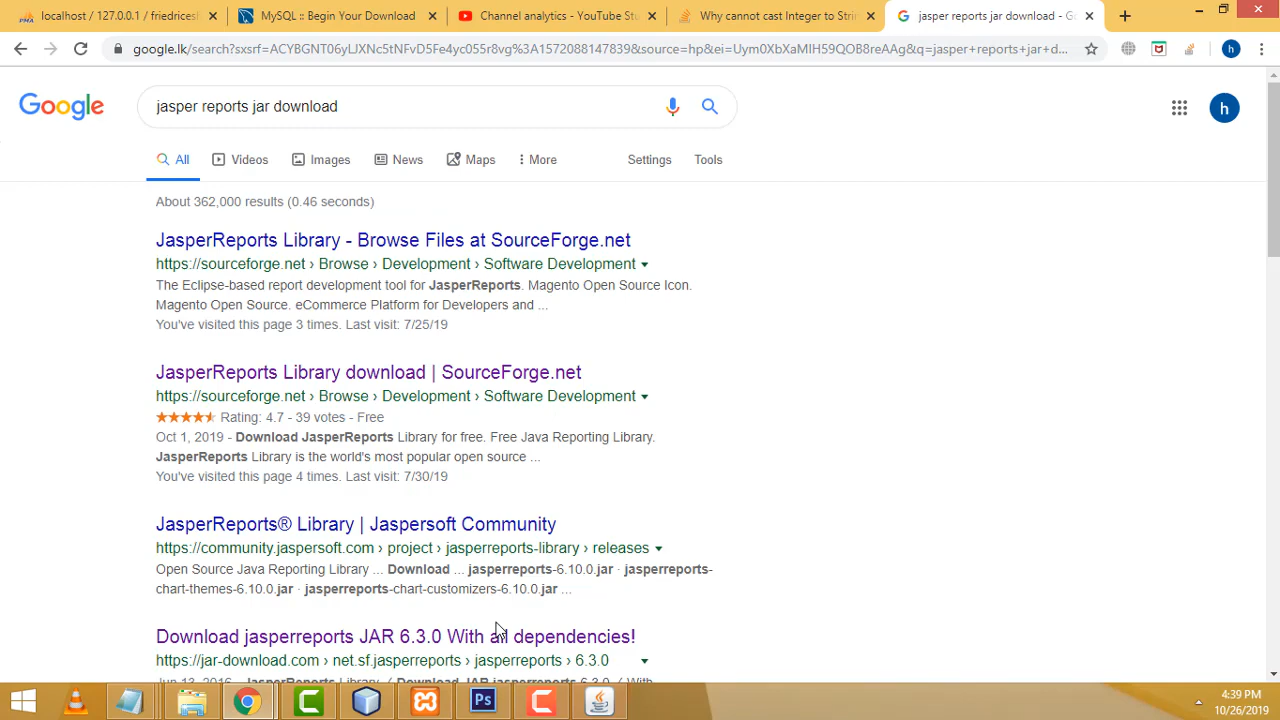 localhost / 127.0.0.1 / friedrices
MySQL :: Begin Your Download
Channel analytics - YouTube Stu
Why cannot cast Integer to Strin
jasper reports jar download - Go
google.lk/search?sxsrf=ACYBGNT06yLJXNc5tNFvD5Fe4yc055r8vg%3A1572088147839&source=hp&ei=Uym0XbXaMIH59QOB8reAAg&q=jasper+reports+jar+d...
h
Google
jasper reports jar download
h
All
Videos
Images
News
Maps
More
Settings
Tools
About 362,000 results (0.46 seconds)
JasperReports Library - Browse Files at SourceForge.net
https://sourceforge.net › Browse › Development › Software Development
The Eclipse-based report development tool for JasperReports. Magento Open Source Icon.
Magento Open Source. eCommerce Platform for Developers and ...
You've visited this page 3 times. Last visit: 7/25/19
JasperReports Library download | SourceForge.net
https://sourceforge.net › Browse › Development › Software Development
Rating: 4.7 - 39 votes - Free
Oct 1, 2019 - Download JasperReports Library for free. Free Java Reporting Library.
JasperReports Library is the world's most popular open source ...
You've visited this page 4 times. Last visit: 7/30/19
JasperReports® Library | Jaspersoft Community
https://community.jaspersoft.com › project › jasperreports-library › releases
Open Source Java Reporting Library ... Download ... jasperreports-6.10.0.jar · jasperreports-
chart-themes-6.10.0.jar · jasperreports-chart-customizers-6.10.0.jar ...
Download jasperreports JAR 6.3.0 With all dependencies!
https://jar-download.com › net.sf.jasperreports › jasperreports › 6.3.0
Ps
4:39 PM
10/26/2019